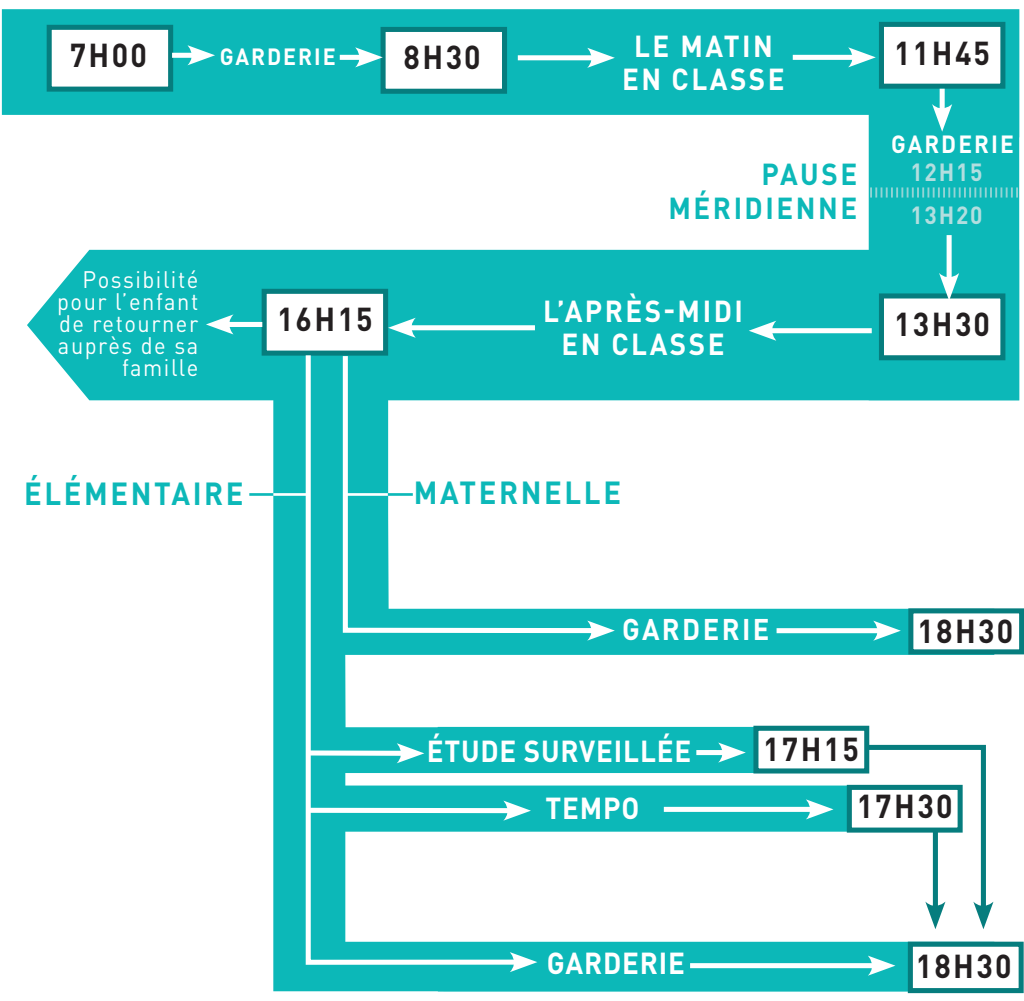 7H00
GARDERIE
8H30
LE MATIN
EN CLASSE
11H45
GARDERIE
12H15
PAUSE
MÉRIDIENNE
13H20
13H30
L'APRÈS-MIDI
EN CLASSE
16H15
Possibilité
pour l'enfant
de retourner
auprès de sa
famille
ÉLÉMENTAIRE
MATERNELLE
GARDERIE
18H30
ÉTUDE SURVEILLÉE
17H15
TEMPO
17H30
GARDERIE
18H30